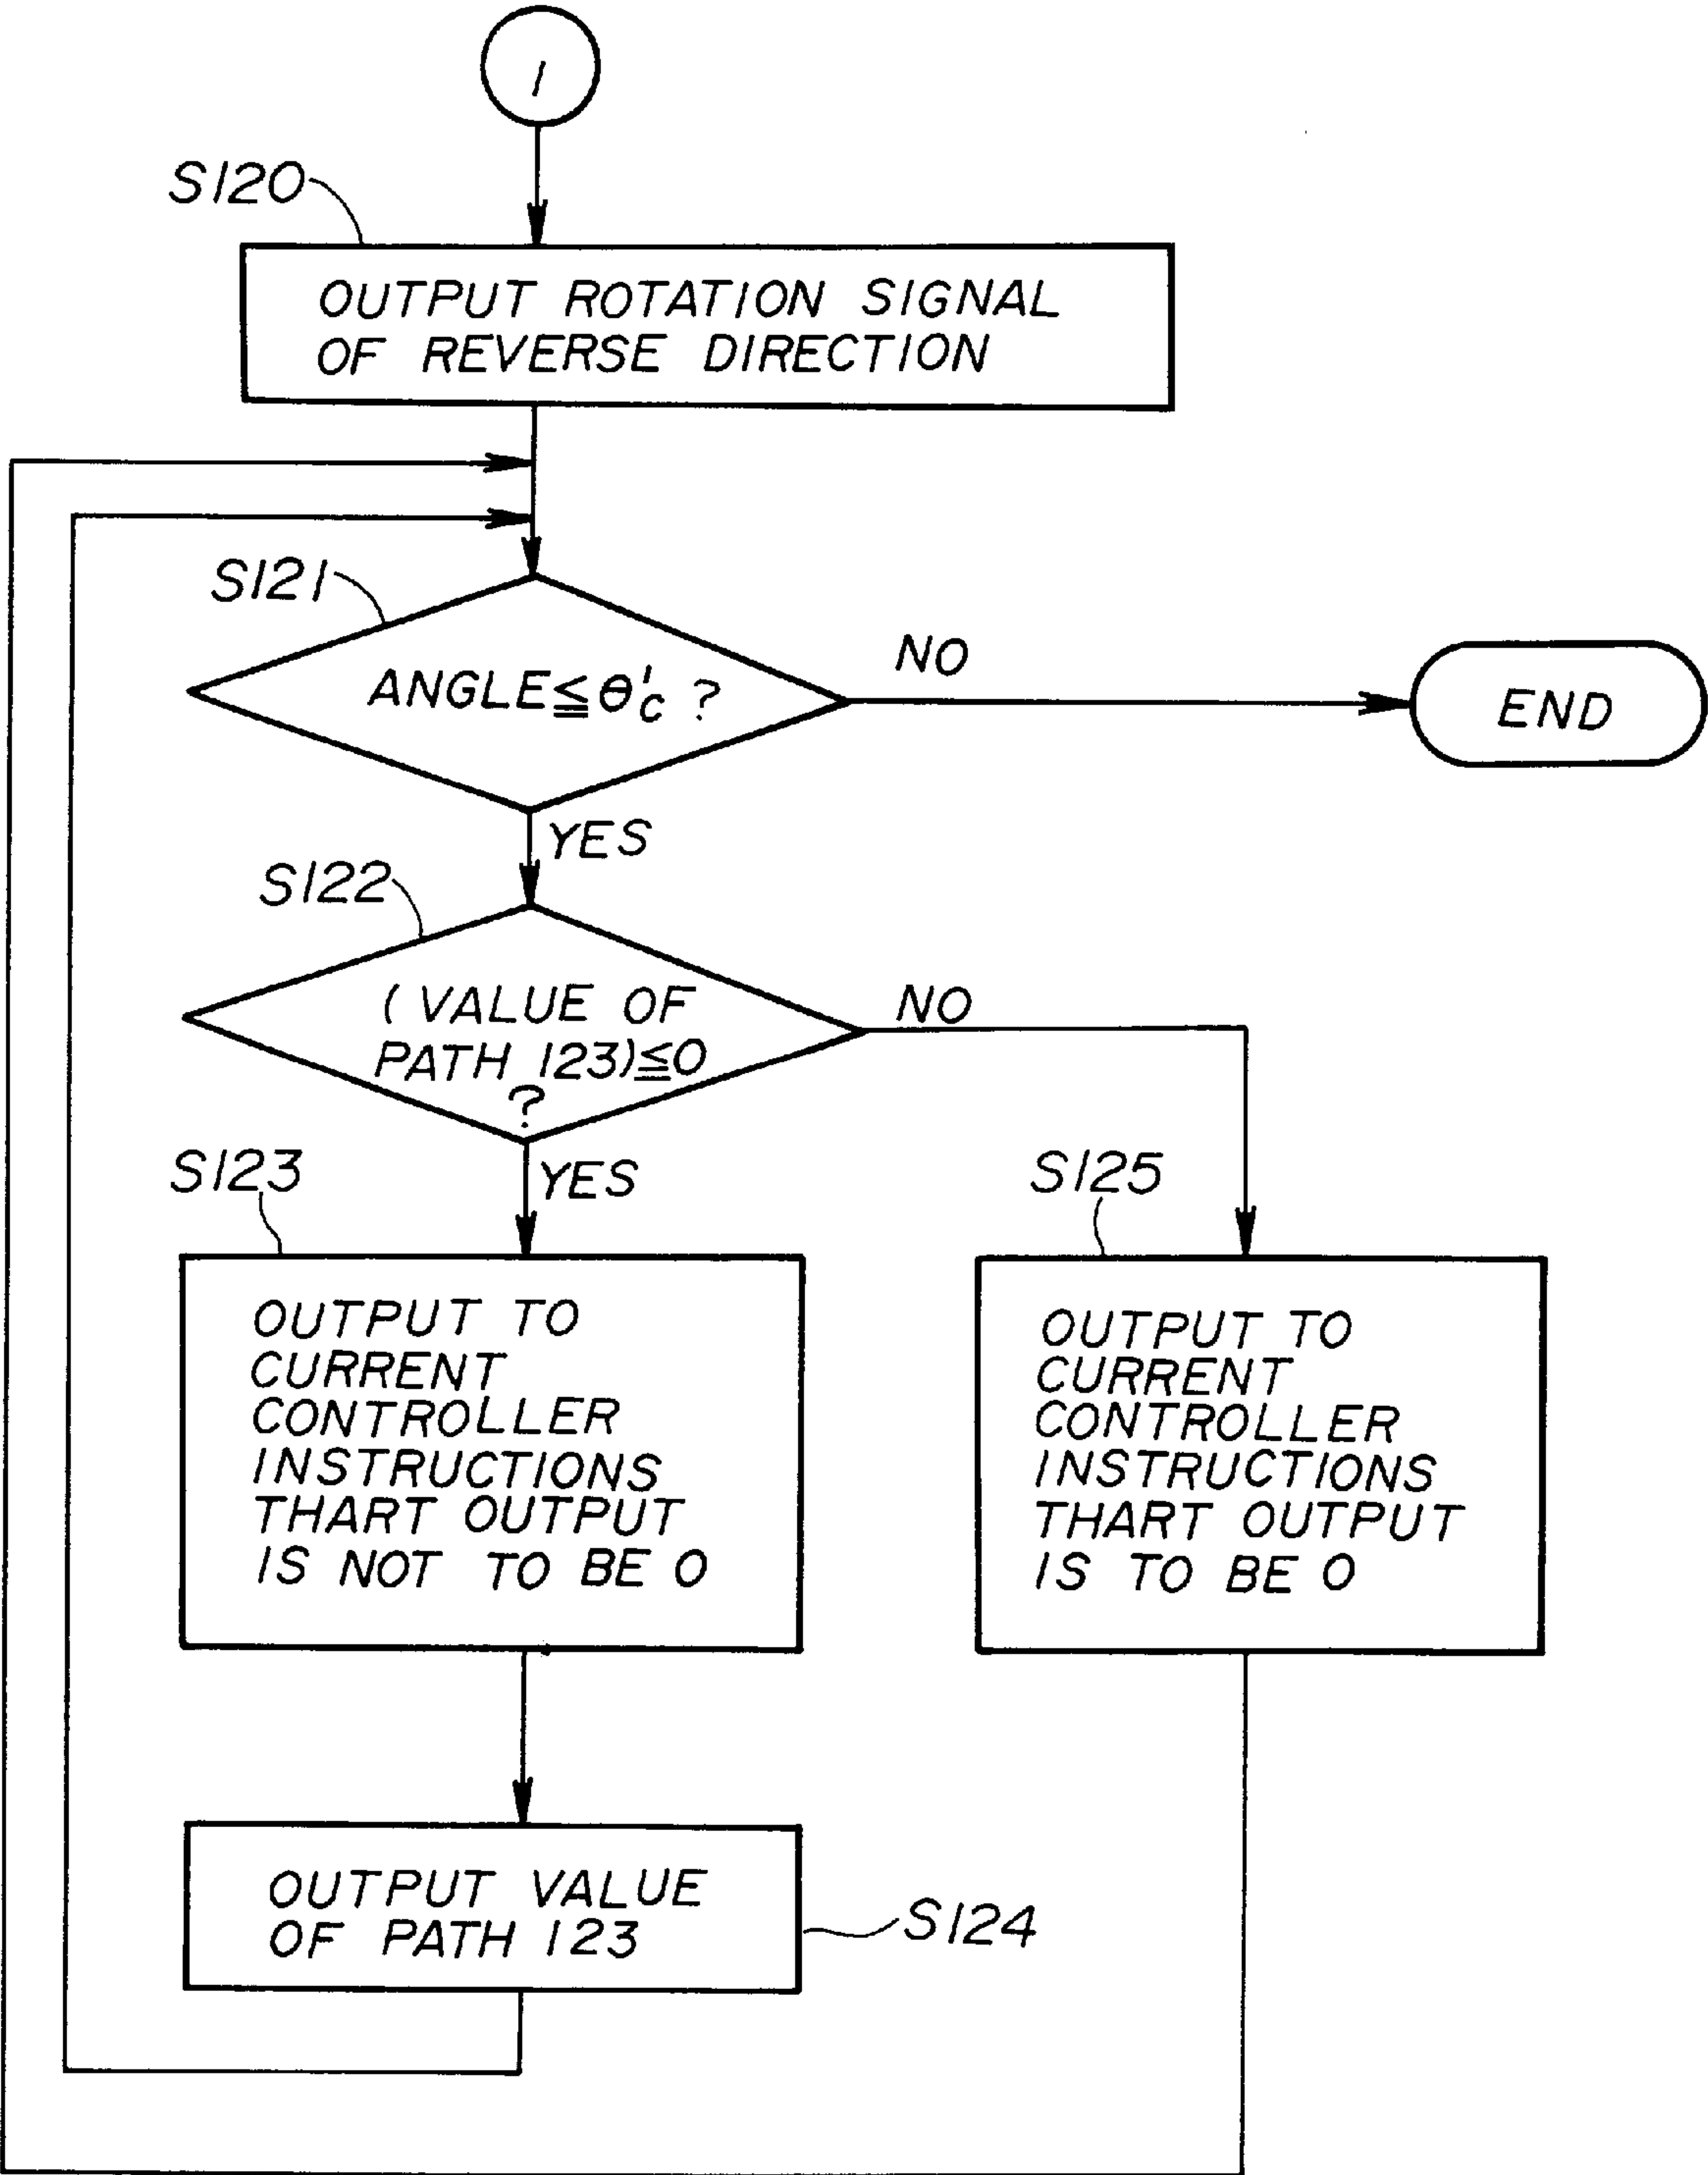 1
S120
OUTPUT ROTATION SIGNAL
OF REVERSE DIRECTION
S121
ANGLE≦θ'c ?
NO
END
YES
S122
(VALUE OF
PATH 123)≦0
?
NO
YES
S123
OUTPUT TO
CURRENT
CONTROLLER
INSTRUCTIONS
THART OUTPUT
IS NOT TO BE 0
S125
OUTPUT TO
CURRENT
CONTROLLER
INSTRUCTIONS
THART OUTPUT
IS TO BE 0
OUTPUT VALUE
OF PATH 123
S124